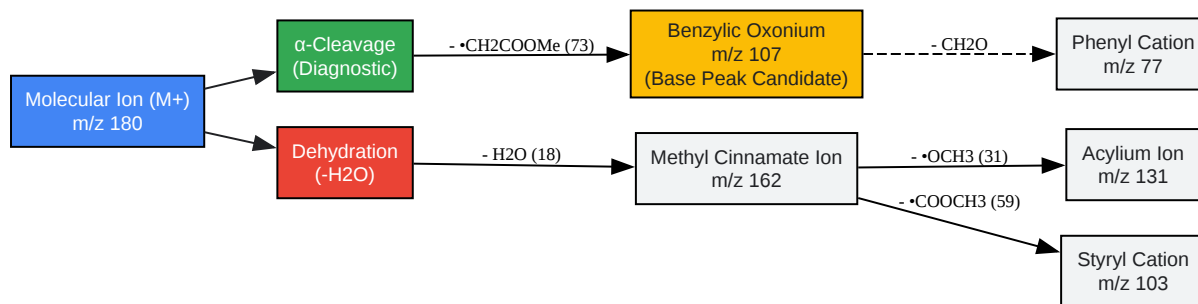 Molecular Ion (M+)
m/z 180
α-Cleavage
(Diagnostic)
- •CH2COOMe (73)
Benzylic Oxonium
m/z 107
(Base Peak Candidate)
- CH2O
Phenyl Cation
m/z 77
Dehydration
(-H2O)
- H2O (18)
Methyl Cinnamate Ion
m/z 162
- •OCH3 (31)
Acylium Ion
m/z 131
- •COOCH3 (59)
Styryl Cation
m/z 103